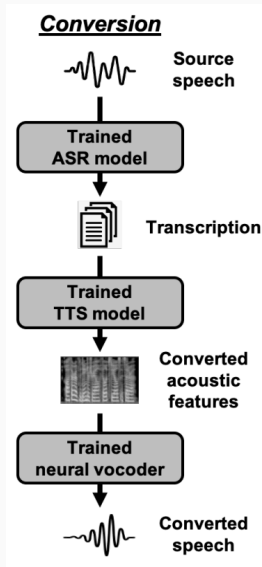 Conversion
Source
speech
Trained
ASR model
Transcription
Trained
TTS model
Converted
acoustic
features
Trained
neural vocoder
Converted
speech